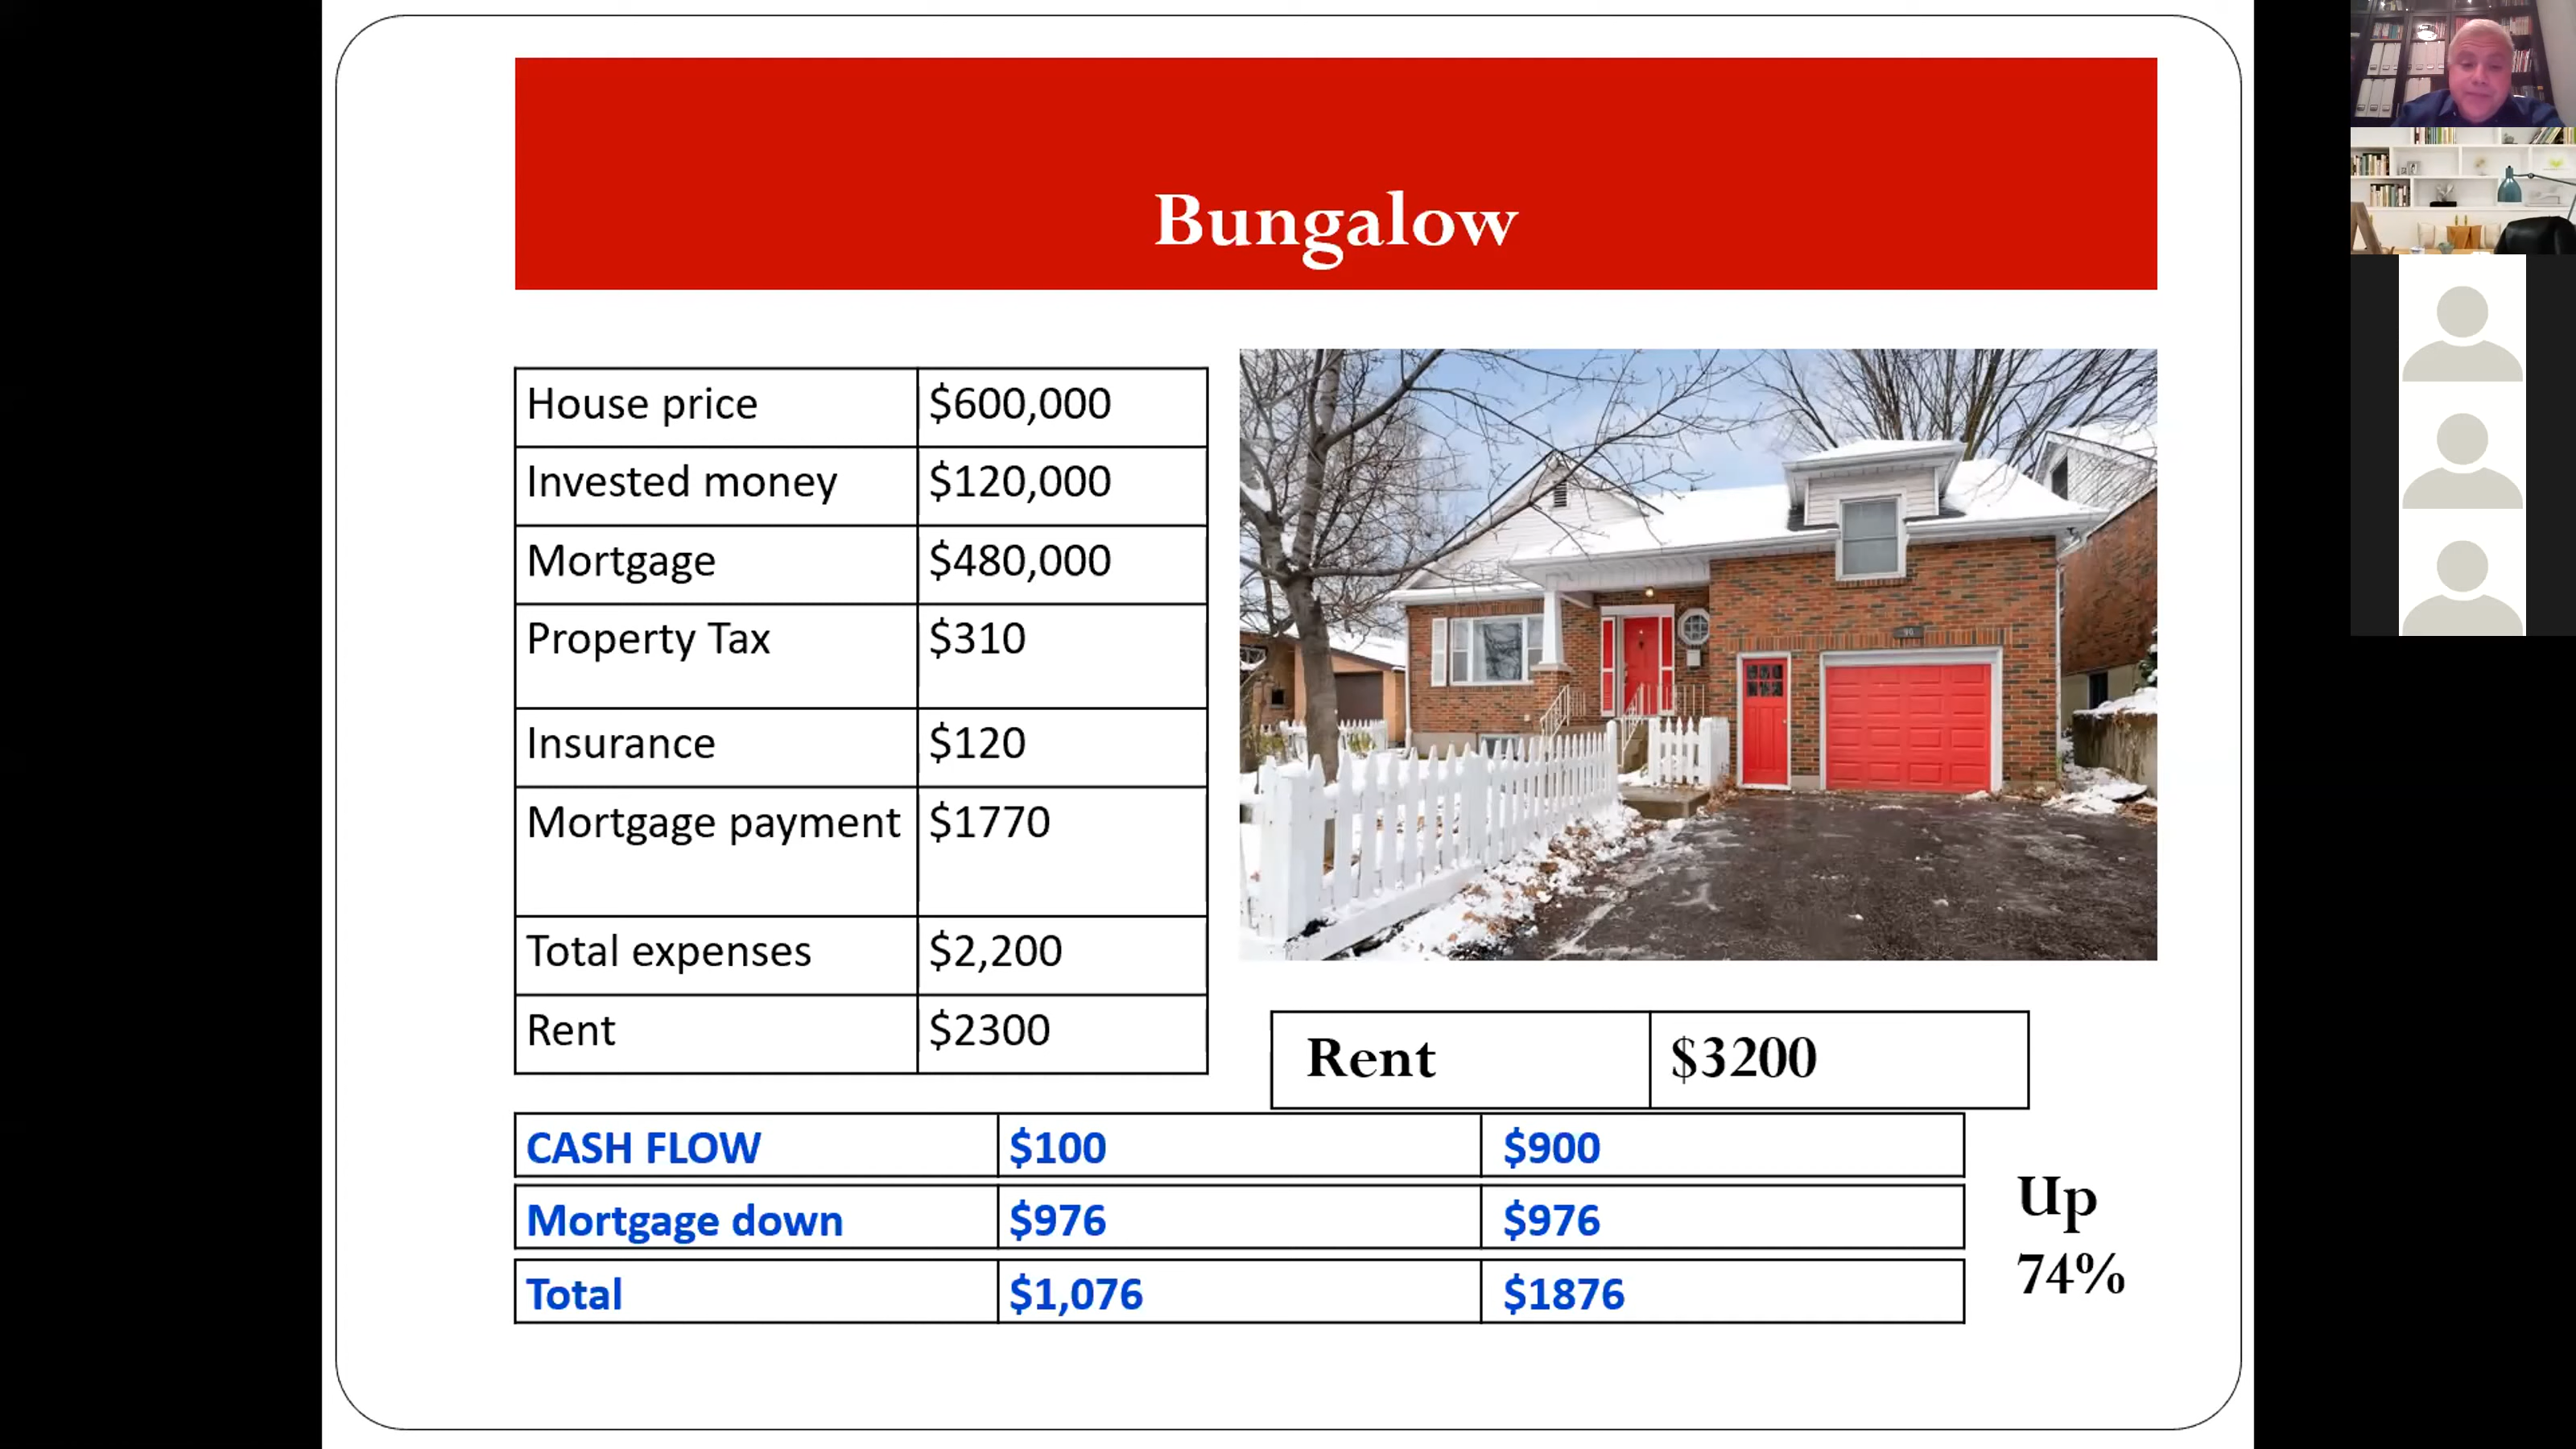 Bungalow
House price $600,000
Invested money $120,000
Mortgage $480,000
Property Tax $310
Insurance $120
Mortgage payment $1770
Total expenses $2,200
Rent $2300
Rent $3200
CASH FLOW $100 $900
Mortgage down $976 $976
Total $1,076 $1876
Up
74%